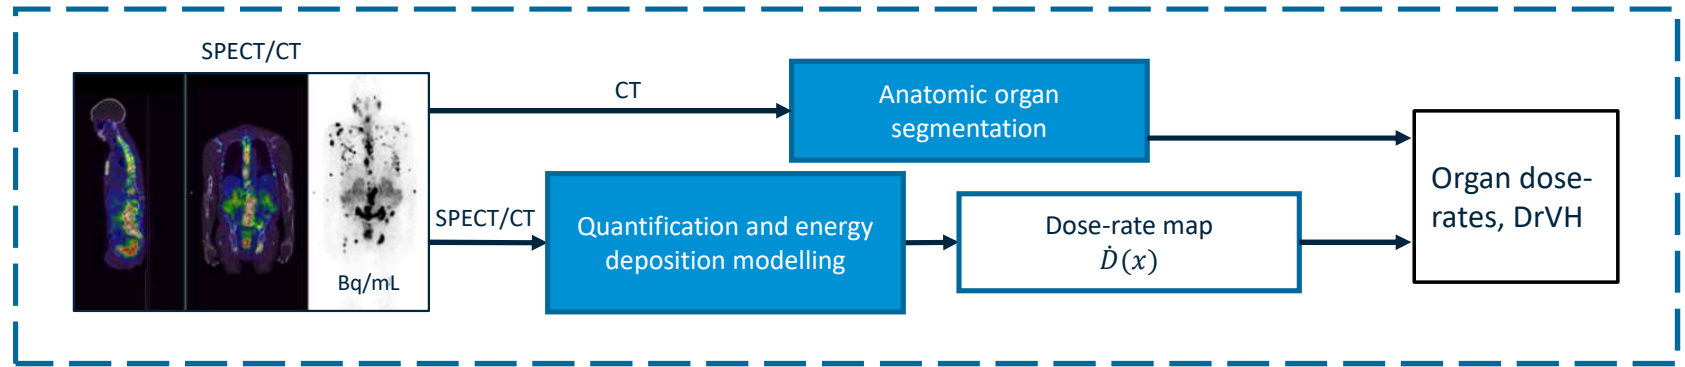 SPECT/CT
Bq/mL
CT
SPECT/CT
Anatomic organ
segmentation
Quantification and energy
deposition modelling
Dose-rate map
Ḋ(x)
Organ dose-
rates, DrVH